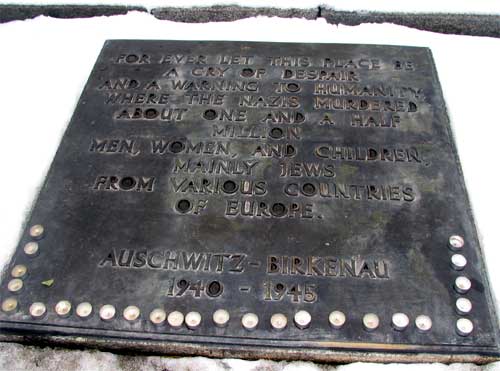 FOR EVER LET THIS PLACE BE
A CRY OF DESPAIR
AND A WARNING TO HUMANITY,
WHERE THE NAZIS MURDERED
ABOUT ONE AND A HALF
MILLION
MEN, WOMEN, AND CHILDREN,
MAINLY JEWS
FROM VARIOUS COUNTRIES
OF EUROPE.
AUSCHWITZ - BIRKENAU
1940 - 1945